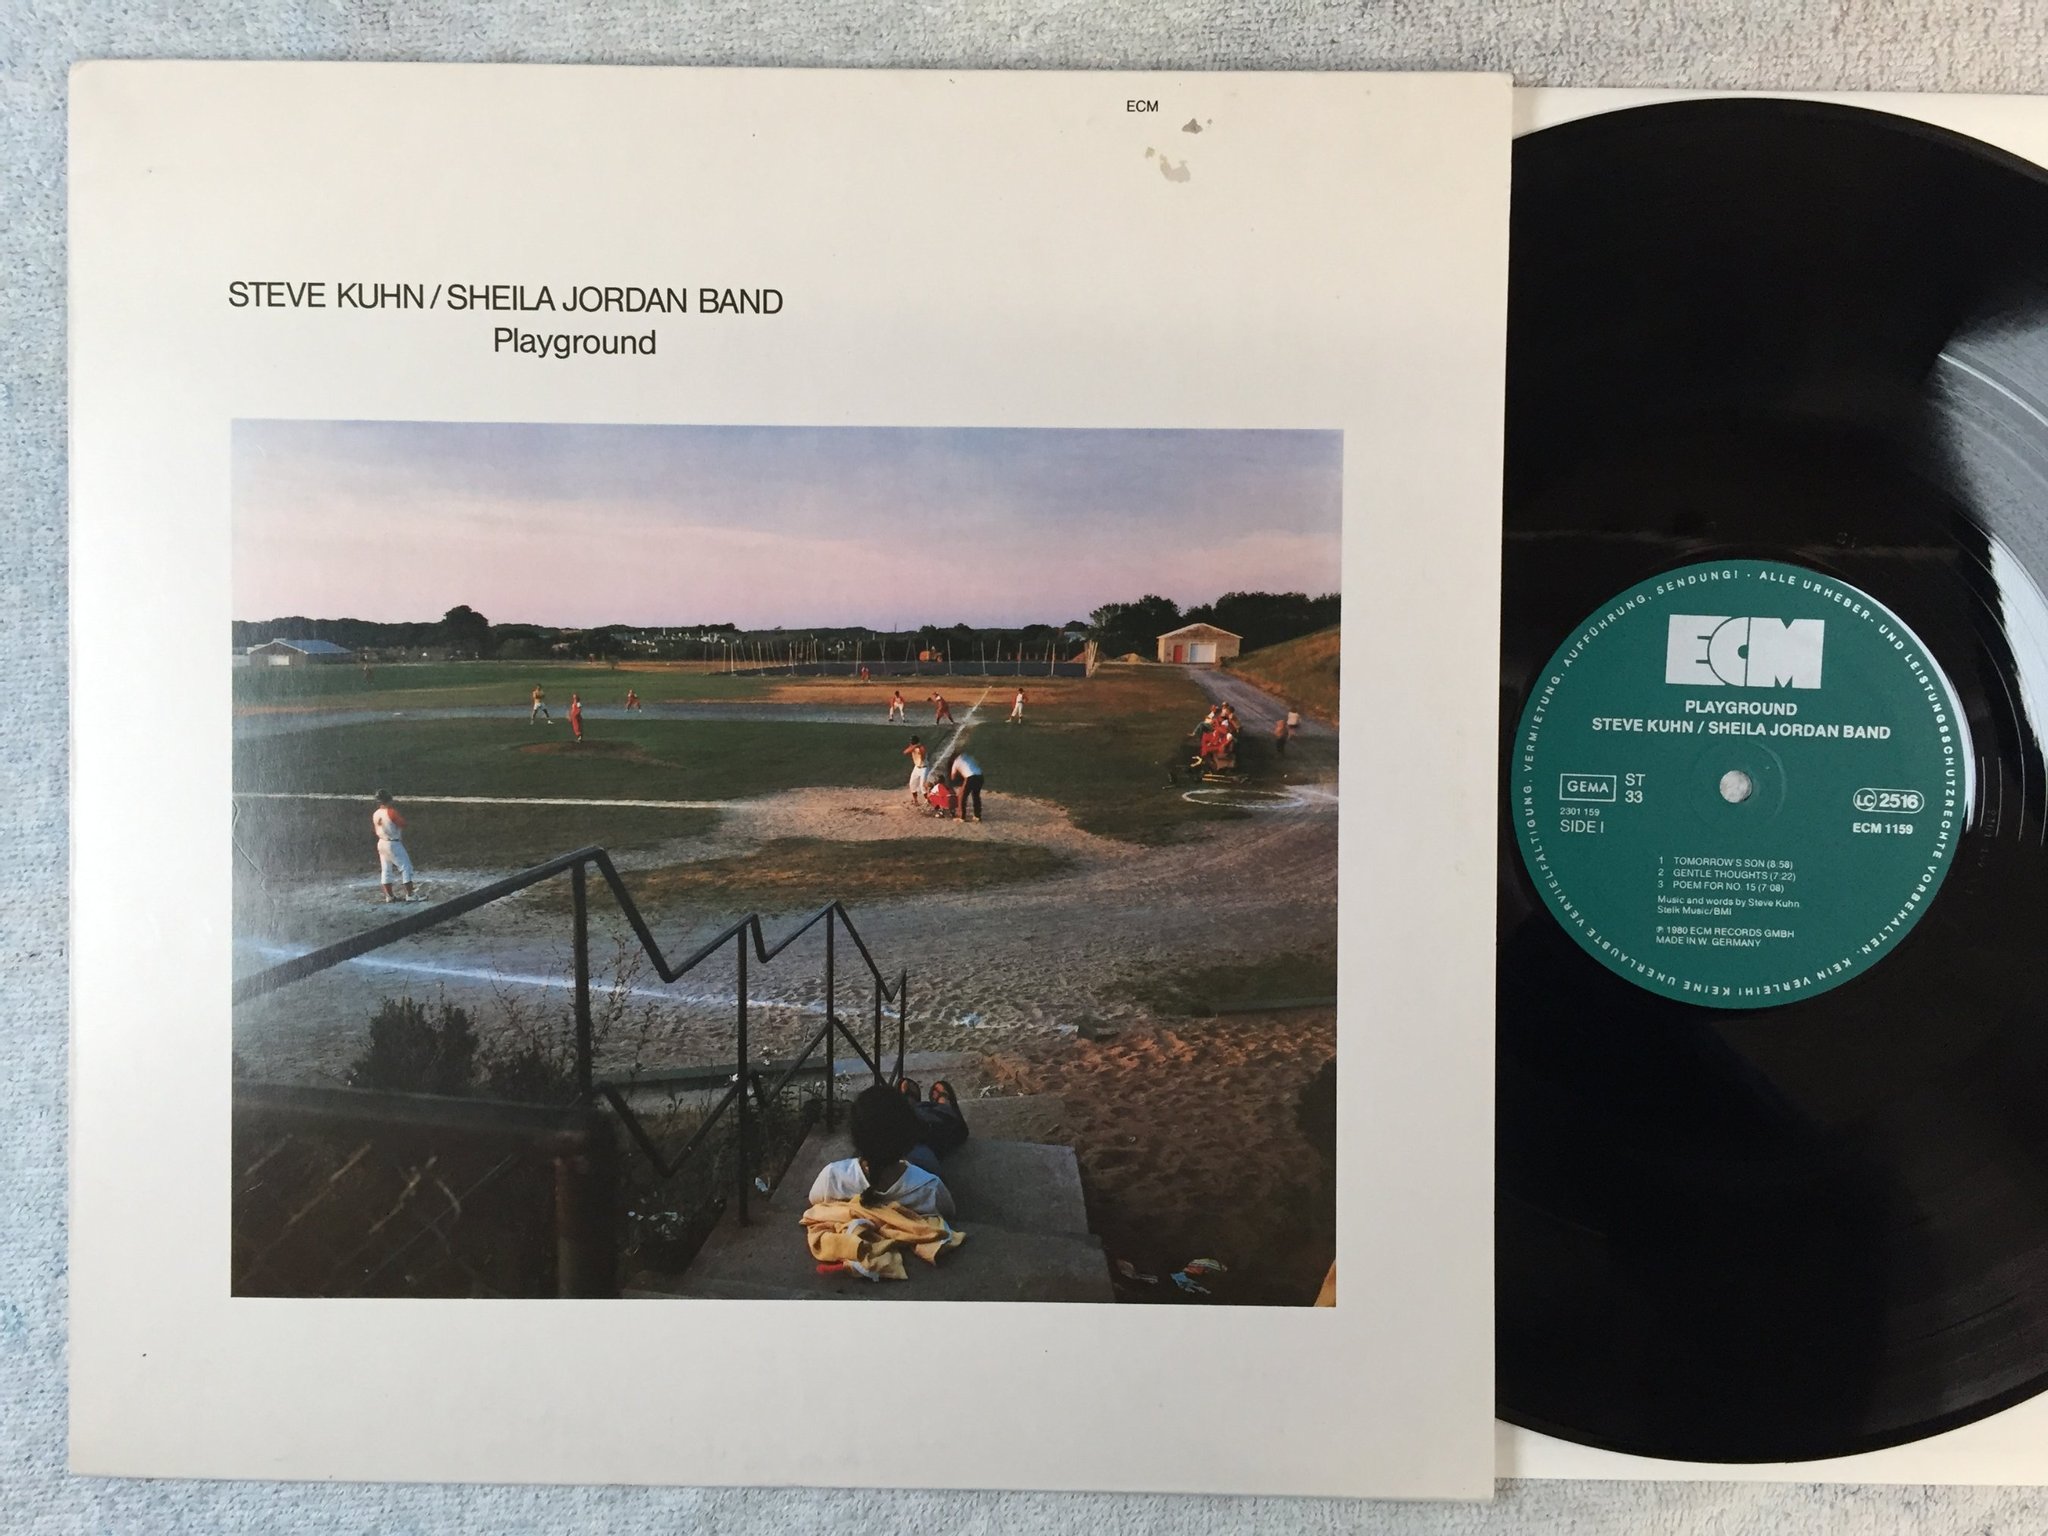 ECM
STEVE KUHN / SHEILA JORDAN BAND
Playground
ALLE URHEBER- UND LEISTUNGSSCHUTZRECHTE VORBEHALTEN. KEIN VERLEIH! KEINE UNERLAUBTE VERVIELFÄLTIGUNG, VERMIETUNG, AUFFÜHRUNG, SENDUNG! ·
ECM
PLAYGROUND
STEVE KUHN / SHEILA JORDAN BAND
GEMA
ST
33
LC 2516
2301 159
SIDE I
ECM 1159
1 TOMORROW'S SON (8:58)
2 GENTLE THOUGHTS (7:22)
3 POEM FOR NO. 15 (7:08)
Music and words by Steve Kuhn
Stelk Music/BMI
℗ 1980 ECM RECORDS GMBH
MADE IN W. GERMANY